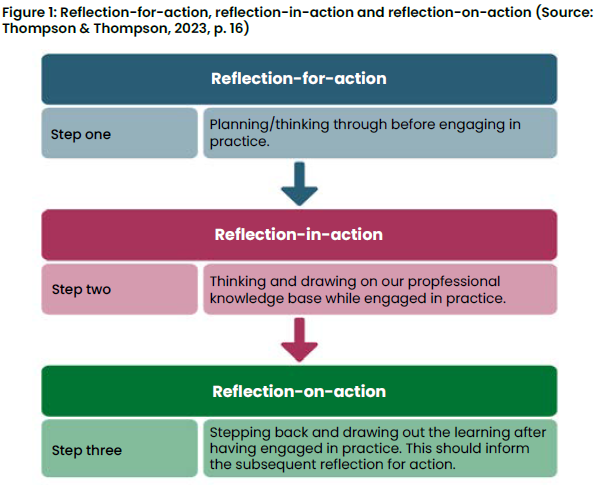 Figure 1: Reflection-for-action, reflection-in-action and reflection-on-action (Source:
Thompson & Thompson, 2023, p. 16)
Reflection-for-action
Step one
Planning/thinking through before engaging in
practice.
Reflection-in-action
Step two
Thinking and drawing on our propfessional
knowledge base while engaged in practice.
Reflection-on-action
Step three
Stepping back and drawing out the learning after
having engaged in practice. This should inform
the subsequent reflection for action.